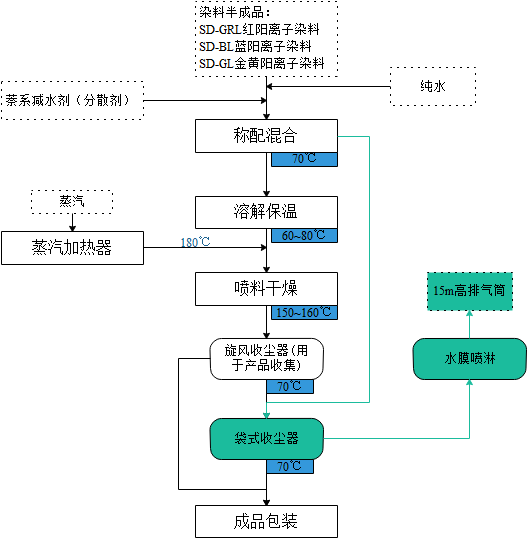 染料半成品：
SD-GRL红阳离子染料
SD-BL蓝阳离子染料
SD-GL金黄阳离子染料
纯水
萘系减水剂（分散剂）
称配混合
70℃
蒸汽
溶解保温
60~80℃
蒸汽加热器
180℃
喷料干燥
150~160℃
15m高排气筒
旋风收尘器(用
于产品收集)
70℃
水膜喷淋
袋式收尘器
70℃
成品包装